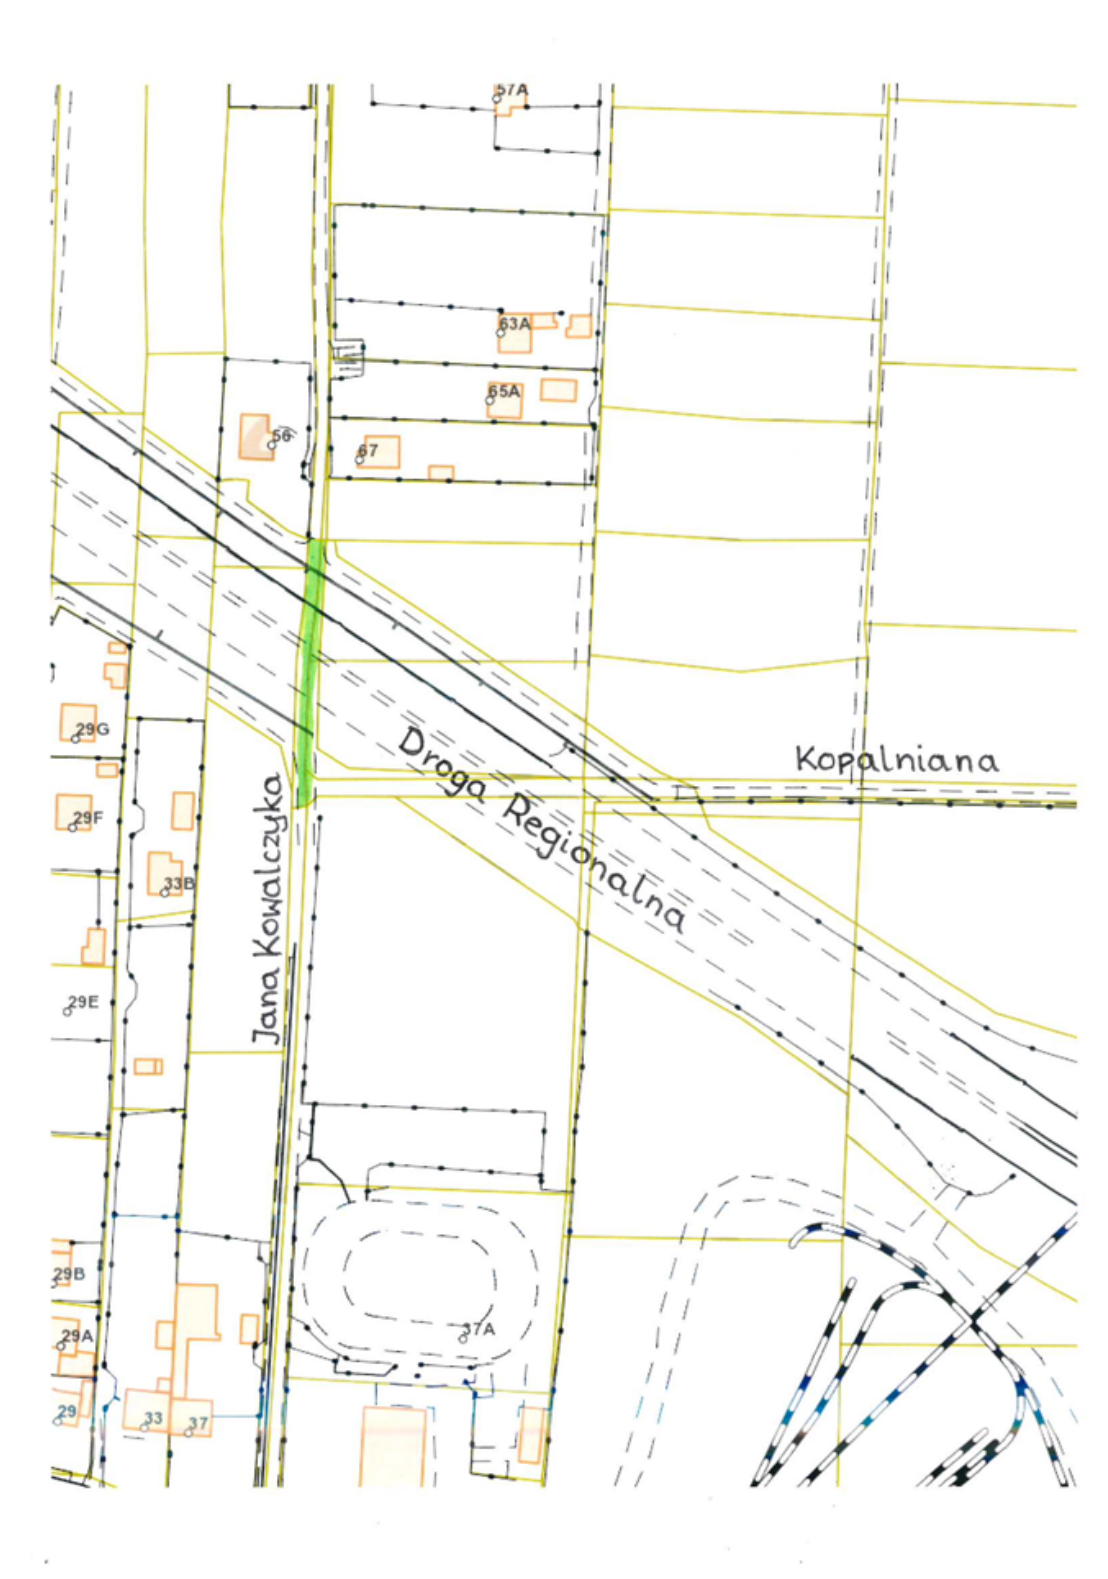 57A
63A
65A
56
67
29G
Kopalniana
Droga Regionalna
Jana Kowalczyka
29F
33B
29E
29B
37A
29A
29
33
37